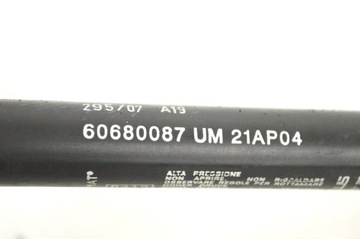 295/07 A19
60680087 UM 21AP04
ALTA PRESSIONE
NON APRIRE NON RISCALDARE
OSSERVARE REGOLE PER ROTTAMARE